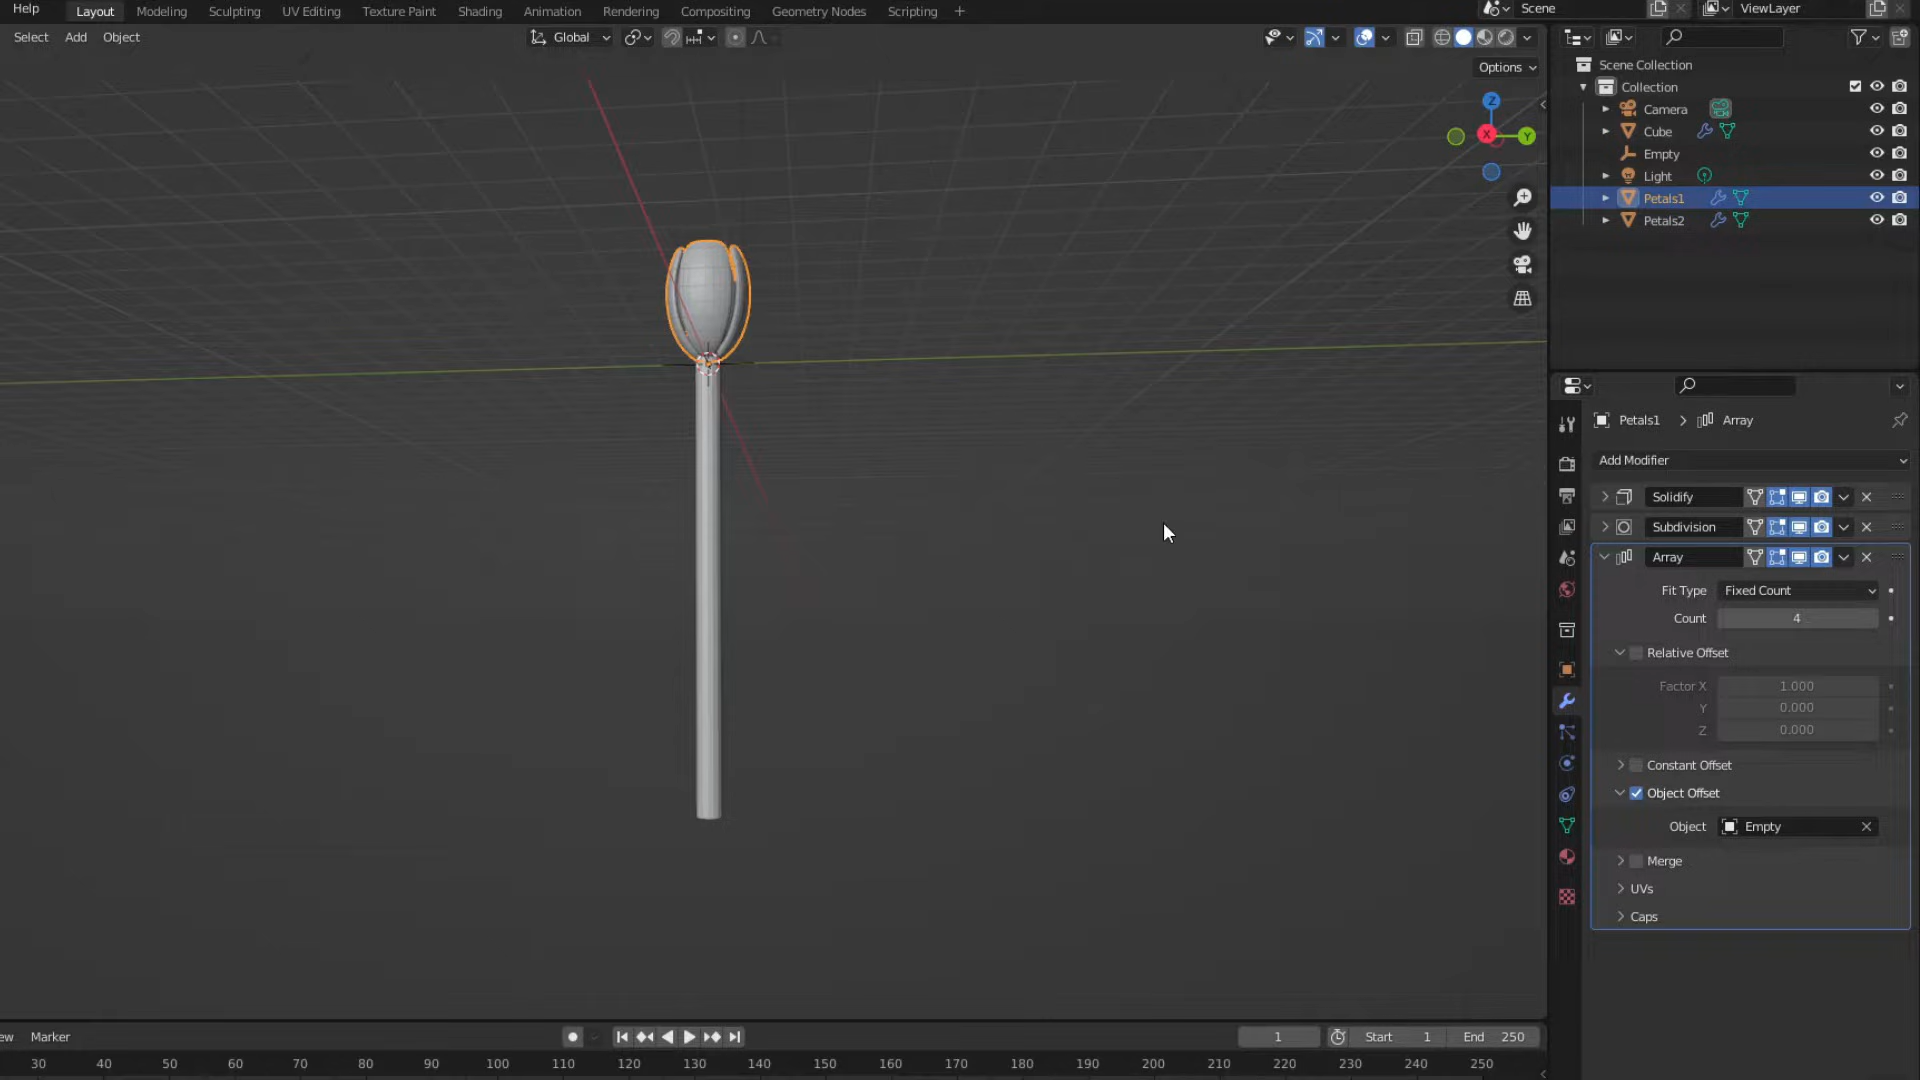 Help Layout Modeling Sculpting UV Editing Texture Paint Shading Animation Rendering Compositing Geometry Nodes Scripting + Scene ViewLayer
Select Add Object Global
Options
Z
X
Y
Scene Collection
Collection
Camera
Cube
Empty
Light
Petals1
Petals2
Petals1 > Array
Add Modifier
Solidify
Subdivision
Array
Fit Type Fixed Count
Count 4
Relative Offset
Factor X 1.000
Y 0.000
Z 0.000
Constant Offset
Object Offset
Object Empty
Merge
UVs
Caps
ew Marker 1 Start 1 End 250
30 40 50 60 70 80 90 100 110 120 130 140 150 160 170 180 190 200 210 220 230 240 250